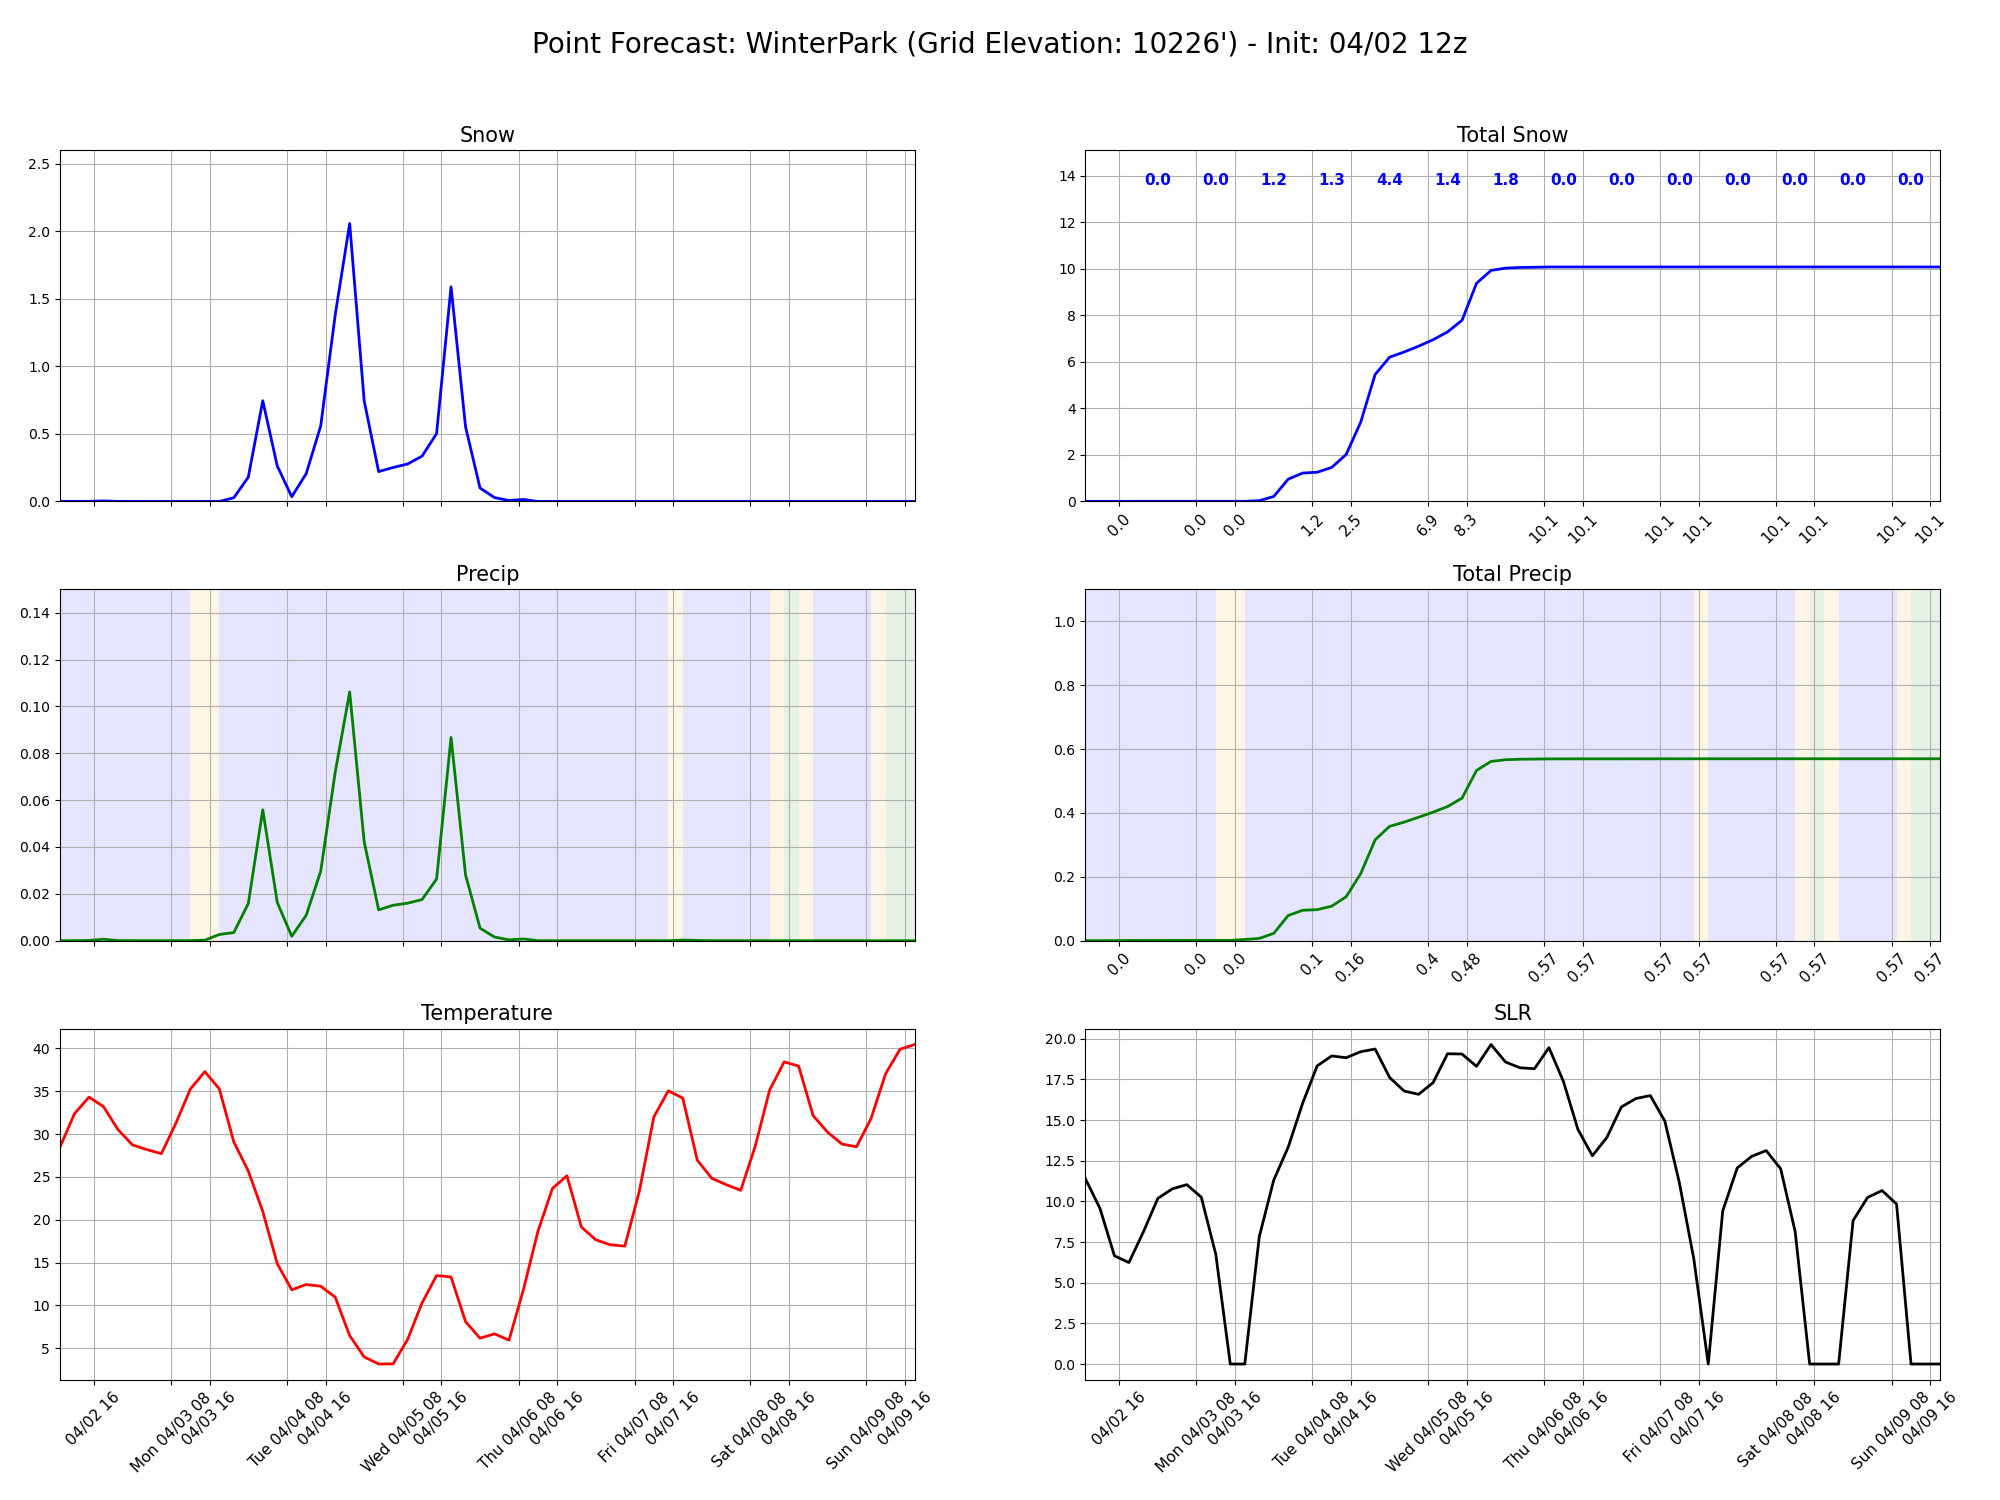 Point Forecast: WinterPark (Grid Elevation: 10226') - Init: 04/02 12z
Snow
2.5
2.0
1.5
1.0
0.5
0.0
Total Snow
14
12
10
8
6
4
2
0
0.0 0.0 1.2 1.3 4.4 1.4 1.8 0.0 0.0 0.0 0.0 0.0 0.0 0.0
0.0 0.0 0.0 1.2 2.5 6.9 8.3 10.1 10.1 10.1 10.1 10.1 10.1 10.1 10.1
Precip
0.14
0.12
0.10
0.08
0.06
0.04
0.02
0.00
Total Precip
1.0
0.8
0.6
0.4
0.2
0.0
0.0 0.0 0.0 0.1 0.16 0.4 0.48 0.57 0.57 0.57 0.57 0.57 0.57 0.57 0.57
Temperature
40
35
30
25
20
15
10
5
04/02 16
Mon 04/03 08
04/03 16
Tue 04/04 08
04/04 16
Wed 04/05 08
04/05 16
Thu 04/06 08
04/06 16
Fri 04/07 08
04/07 16
Sat 04/08 08
04/08 16
Sun 04/09 08
04/09 16
SLR
20.0
17.5
15.0
12.5
10.0
7.5
5.0
2.5
0.0
04/02 16
Mon 04/03 08
04/03 16
Tue 04/04 08
04/04 16
Wed 04/05 08
04/05 16
Thu 04/06 08
04/06 16
Fri 04/07 08
04/07 16
Sat 04/08 08
04/08 16
Sun 04/09 08
04/09 16